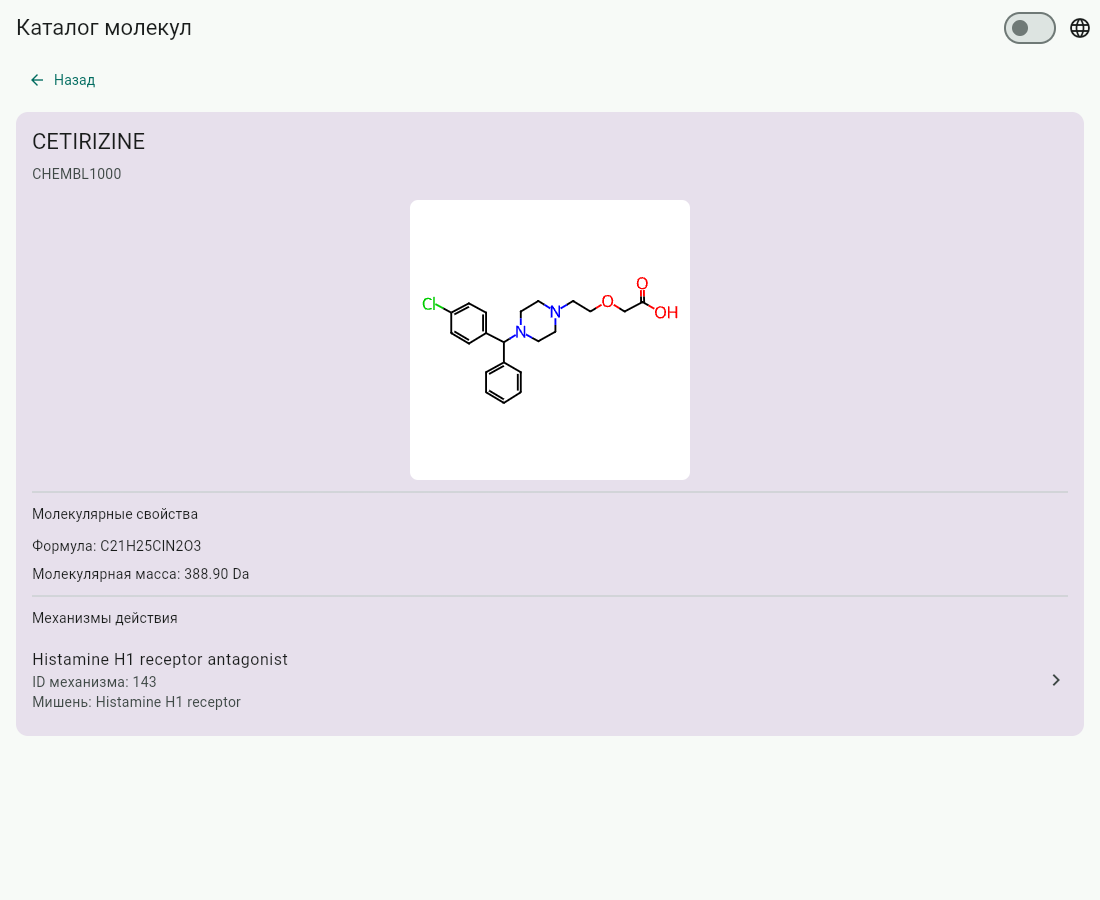 Каталог молекул
Назад
CETIRIZINE
CHEMBL1000
Cl
N
N
O
O
OH
Молекулярные свойства
Формула: C21H25ClN2O3
Молекулярная масса: 388.90 Da
Механизмы действия
Histamine H1 receptor antagonist
ID механизма: 143
Мишень: Histamine H1 receptor